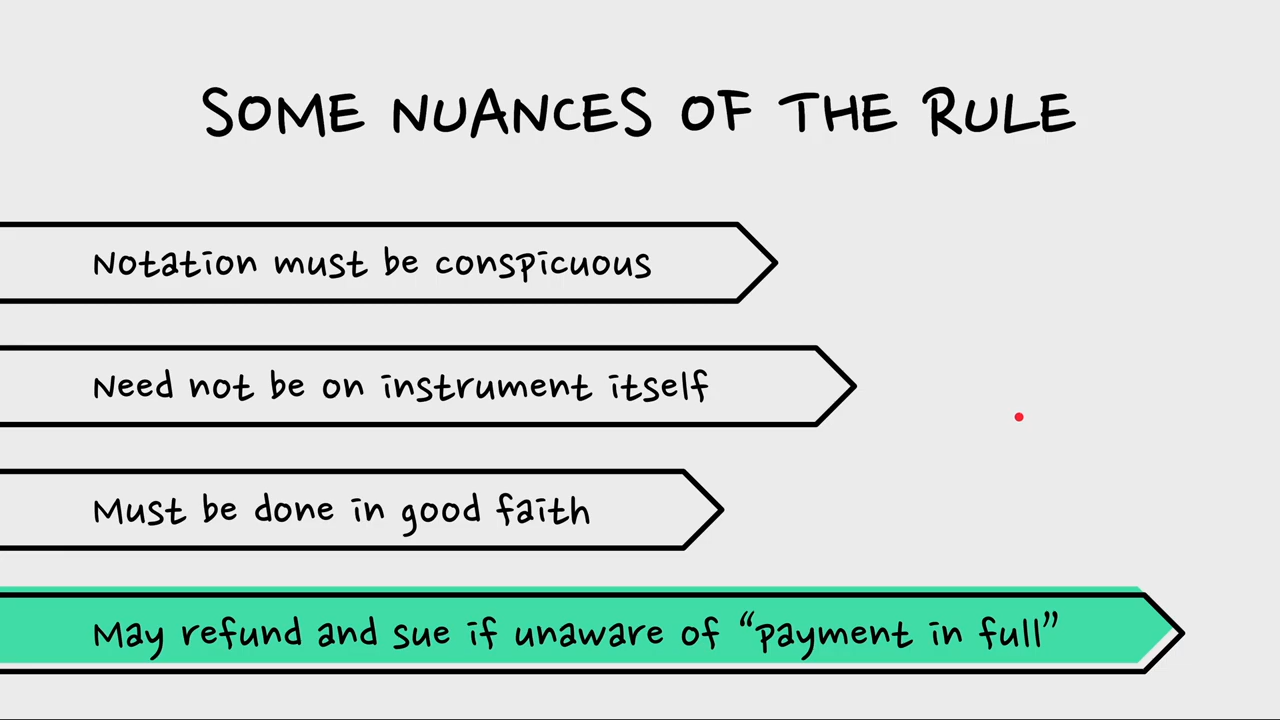 SOME NUANCES OF THE RULE
Notation must be conspicuous
Need not be on instrument itself
Must be done in good faith
May refund and sue if unaware of “payment in full”